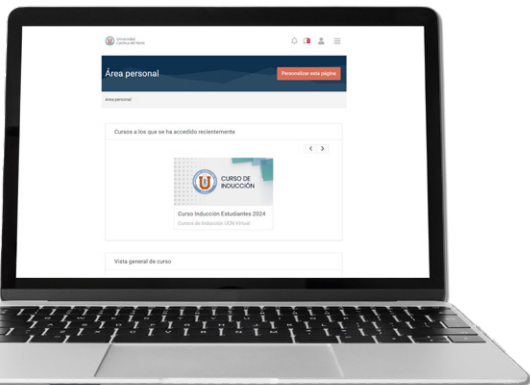 Universidad
Católica del Norte
Área personal
Personalizar esta página
Área personal
Cursos a los que se ha accedido recientemente
CURSO DE
INDUCCIÓN
Curso Inducción Estudiantes 2024
Cursos de Inducción UCN Virtual
Vista general de curso